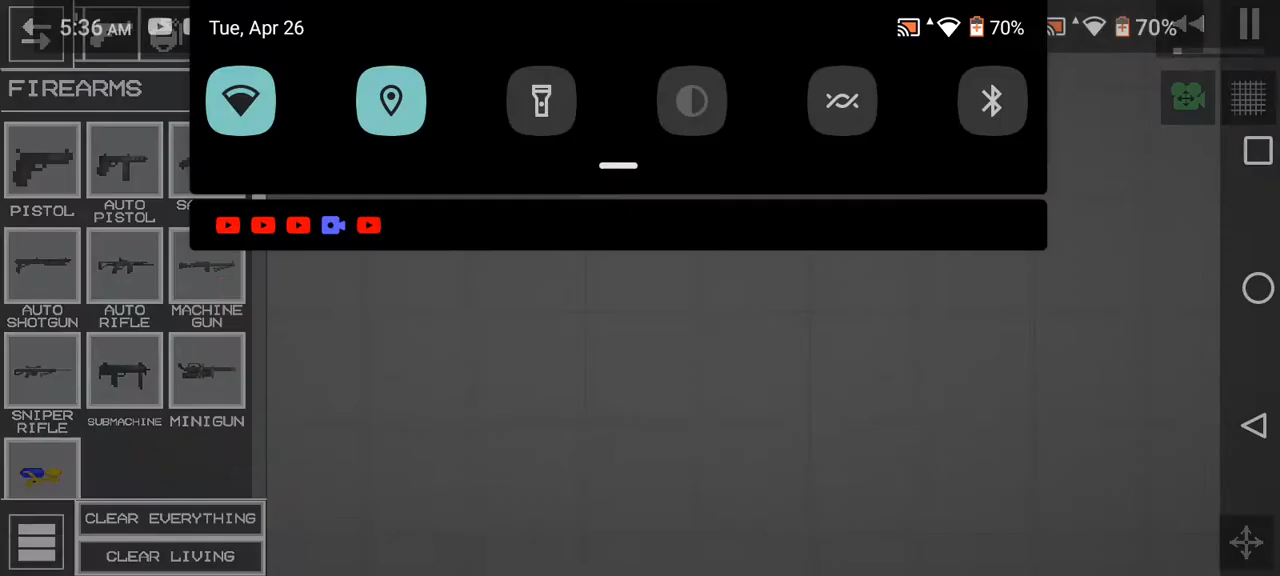 5:36 AM
Tue, Apr 26
70%
70%
FIREARMS
PISTOL
AUTO
PISTOL
AUTO
SHOTGUN
AUTO
RIFLE
MACHINE
GUN
SNIPER
RIFLE
SUBMACHINE
MINIGUN
CLEAR EVERYTHING
CLEAR LIVING